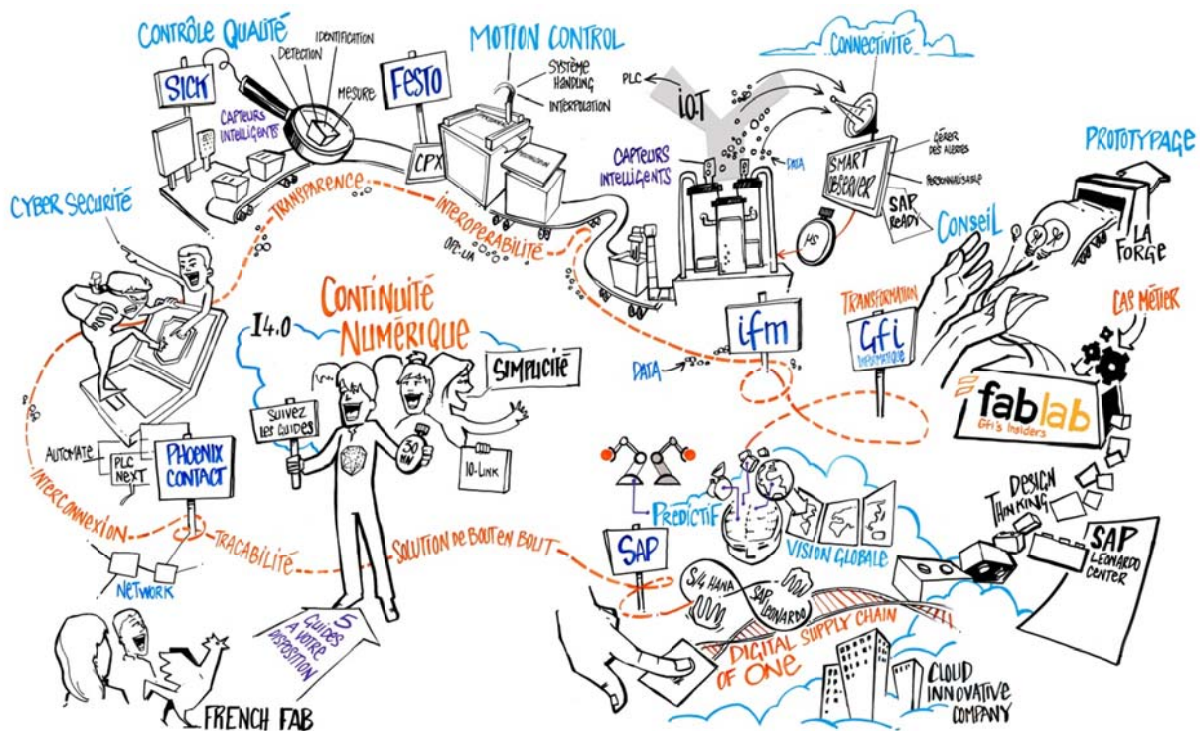 CONTRÔLE QUALITÉ
SICK
DETECTION
IDENTIFICATION
MESURE
CAPTEURS
INTELLIGENTS
FESTO
CPX
MOTION CONTROL
SYSTÈME
HANDLING
INTERPOLATION
PLC
I.O.T
CONNECTIVITÉ
CAPTEURS
INTELLIGENTS
DATA
SMART
OBSERVER
GÉRER
DES ALERTES
PERSONNALISABLE
SAP
READY
MS
PROTOTYPAGE
LA
FORGE
CONSEIL
CAS MÉTIER
CYBER SÉCURITÉ
TRANSPARENCE
INTEROPERABILITÉ
OPC-UA
I4.0
CONTINUITÉ
NUMÉRIQUE
SIMPLICITÉ
SUIVEZ
LES GUIDES
30
MN
IO-LINK
DATA
ifm
TRANSFORMATION
Gfi
INFORMATIQUE
fablab
Gfi's Insiders
AUTOMATE
PLC
NEXT
PHOENIX
CONTACT
INTERCONNEXION
TRACABILITÉ
SOLUTION DE BOUT EN BOUT
NETWORK
PRÉDICTIF
VISION GLOBALE
SAP
S/4 HANA
SAP
LEONARDO
DESIGN
THINKING
SAP
LEONARDO
CENTER
DIGITAL SUPPLY CHAIN
OF ONE
CLOUD
INNOVATIVE
COMPANY
5
GUIDES
A VOTRE
DISPOSITION
FRENCH FAB